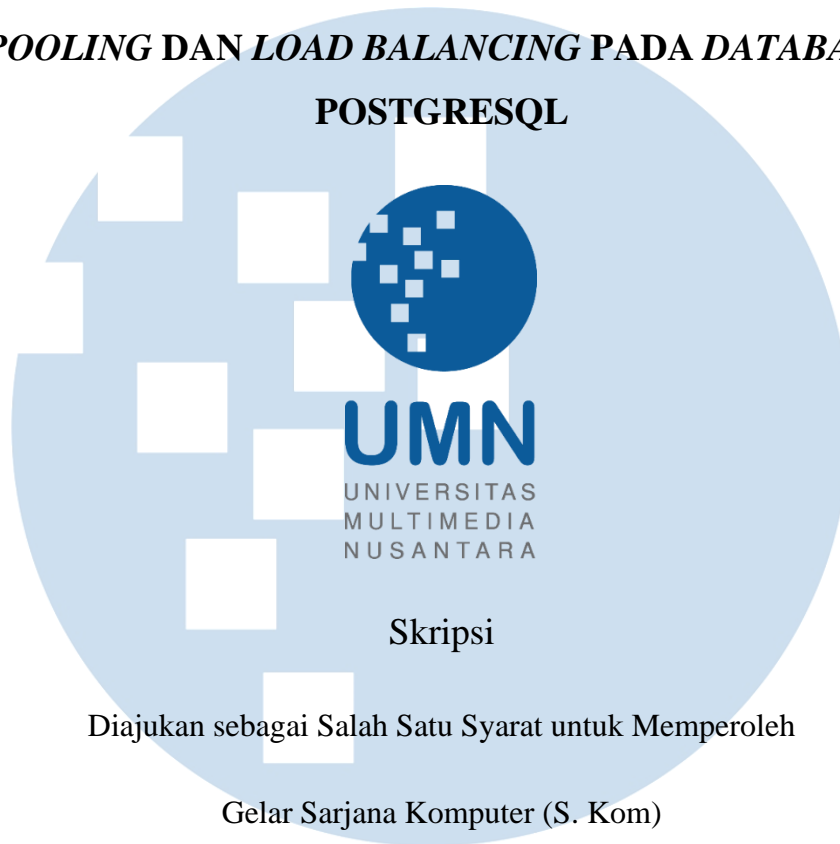 POOLING DAN LOAD BALANCING PADA
POSTGRESQL
UMN
UNIVERSITAS
MULTIMEDIA
NUSANTARA
Skripsi
Diajukan sebagai Salah Satu Syarat untuk Memperoleh
Gelar Sarjana Komputer (S. Kom)